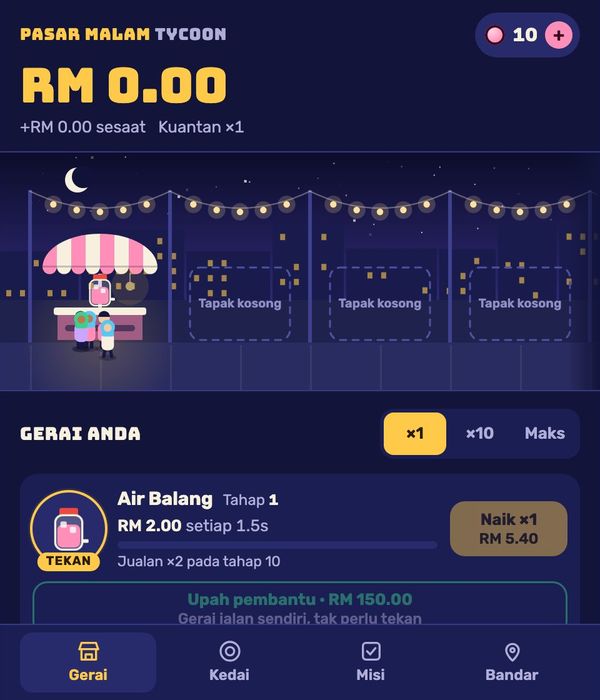 PASAR MALAM TYCOON
10 +
RM 0.00
+RM 0.00 sesaat Kuantan ×1
Tapak kosong Tapak kosong Tapak kosong
GERAI ANDA
×1 ×10 Maks
Air Balang Tahap 1
RM 2.00 setiap 1.5s
Naik ×1
RM 5.40
TEKAN
Jualan ×2 pada tahap 10
Upah pembantu · RM 150.00
Gerai jalan sendiri, tak perlu tekan
Gerai Kedai Misi Bandar